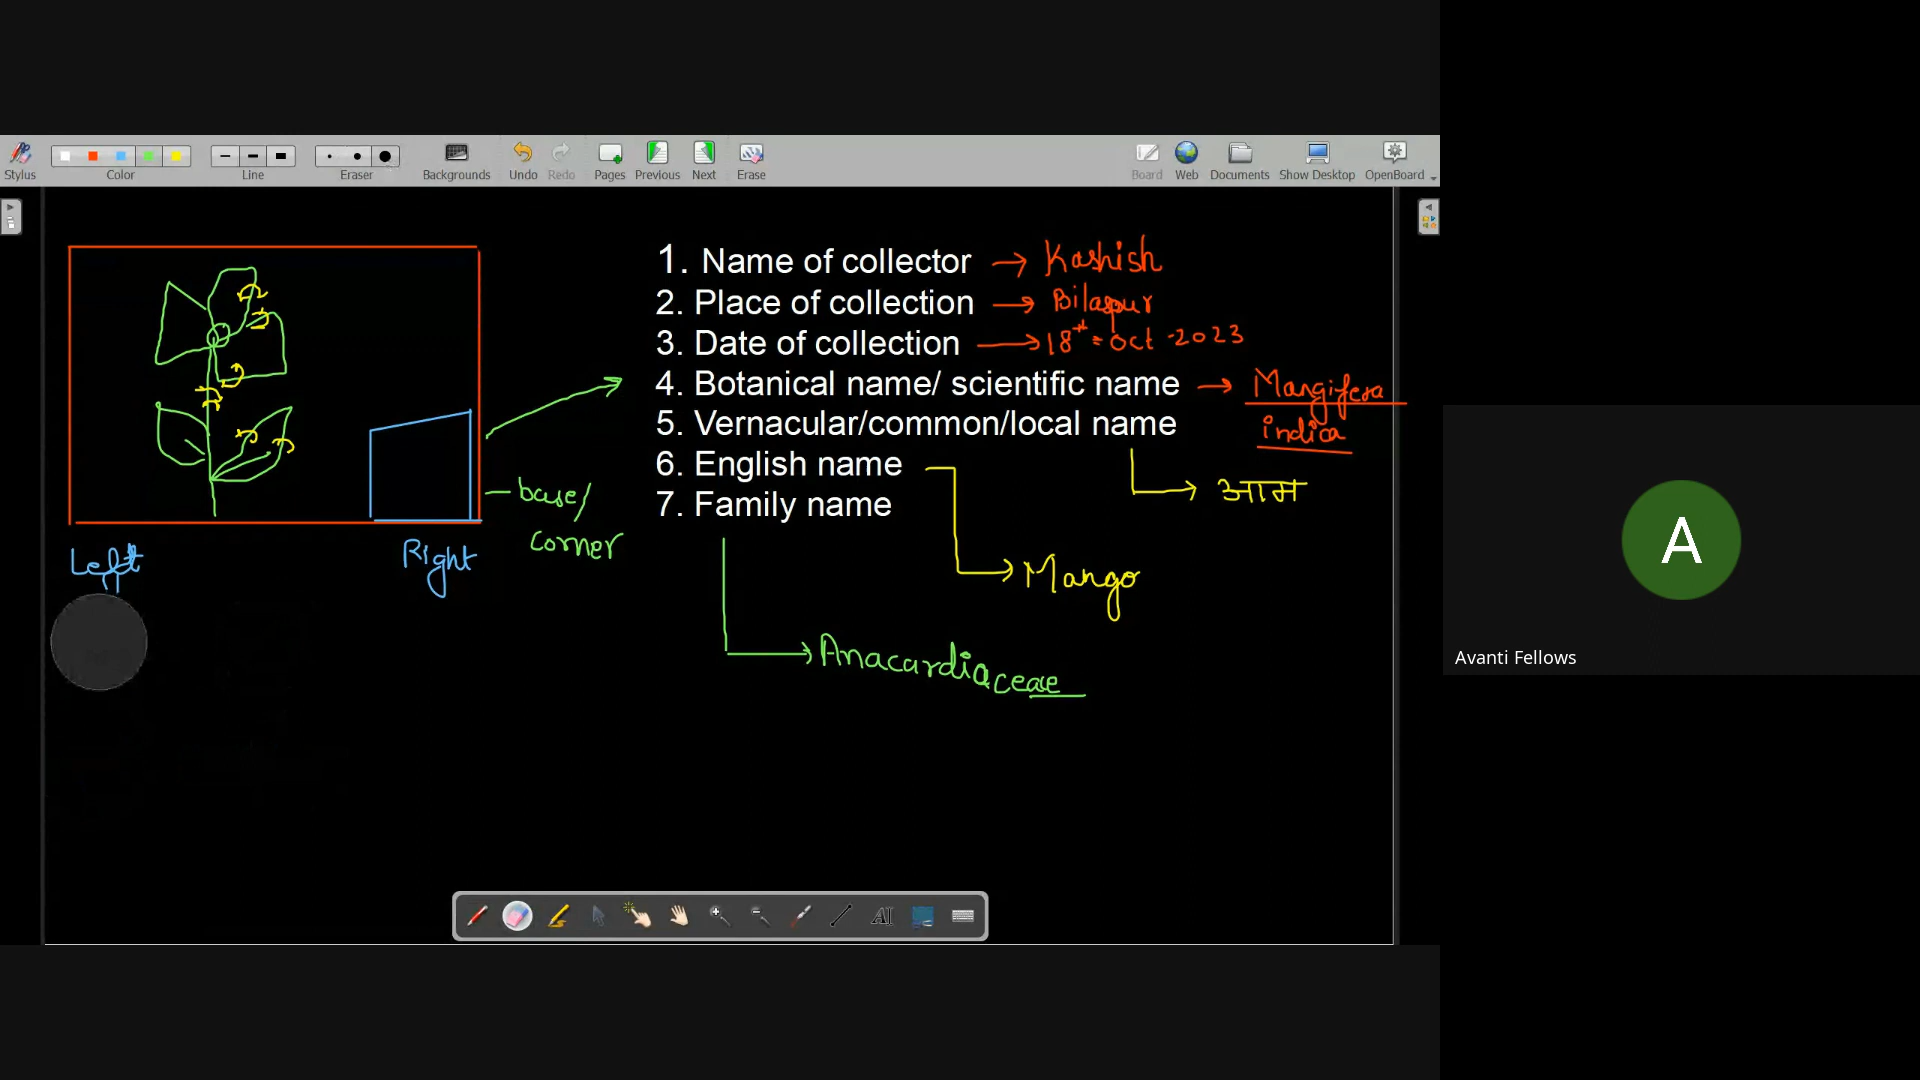 Stylus
Color
Line
Eraser
Backgrounds
Undo
Redo
Pages
Previous
Next
Erase
Board
Web
Documents
Show Desktop
OpenBoard
1. Name of collector → Kashish
2. Place of collection → Bilaspur
3. Date of collection → 18th Oct -2023
4. Botanical name/ scientific name → Mangifera
indica
5. Vernacular/common/local name
→ आम
6. English name
7. Family name
→ Mango
→ Anacardiaceae
base/
corner
Left
Right
A
Avanti Fellows
AI